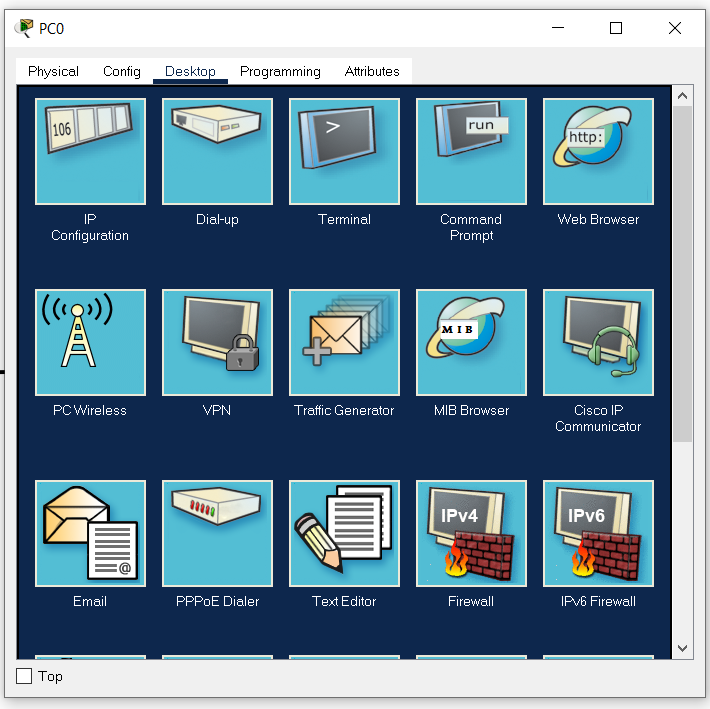 PC0
Physical Config Desktop Programming Attributes
106
>
run
http:
IP
Configuration
Dial-up
Terminal
Command
Prompt
Web Browser
MIB
PC Wireless
VPN
Traffic Generator
MIB Browser
Cisco IP
Communicator
@
IPv4
IPv6
Email
PPPoE Dialer
Text Editor
Firewall
IPv6 Firewall
Top